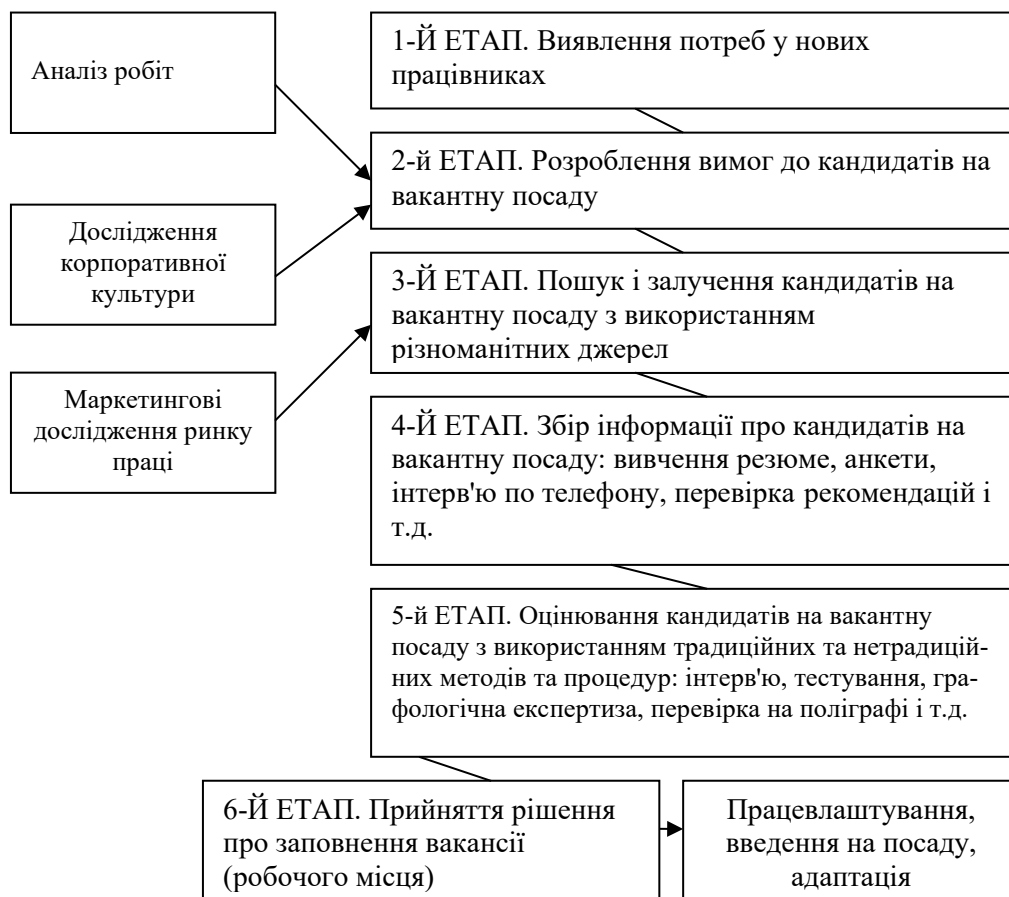 Аналіз робіт
1-Й ЕТАП. Виявлення потреб у нових
працівниках
2-й ЕТАП. Розроблення вимог до кандидатів на
вакантну посаду
Дослідження
корпоративної
культури
3-Й ЕТАП. Пошук і залучення кандидатів на
вакантну посаду з використанням
різноманітних джерел
Маркетингові
дослідження ринку
праці
4-Й ЕТАП. Збір інформації про кандидатів на
вакантну посаду: вивчення резюме, анкети,
інтерв'ю по телефону, перевірка рекомендацій і
т.д.
5-й ЕТАП. Оцінювання кандидатів на вакантну
посаду з використанням традиційних та нетрадицій-
них методів та процедур: інтерв'ю, тестування, гра-
фологічна експертиза, перевірка на поліграфі і т.д.
6-Й ЕТАП. Прийняття рішення
про заповнення вакансії
(робочого місця)
Працевлаштування,
введення на посаду,
адаптація